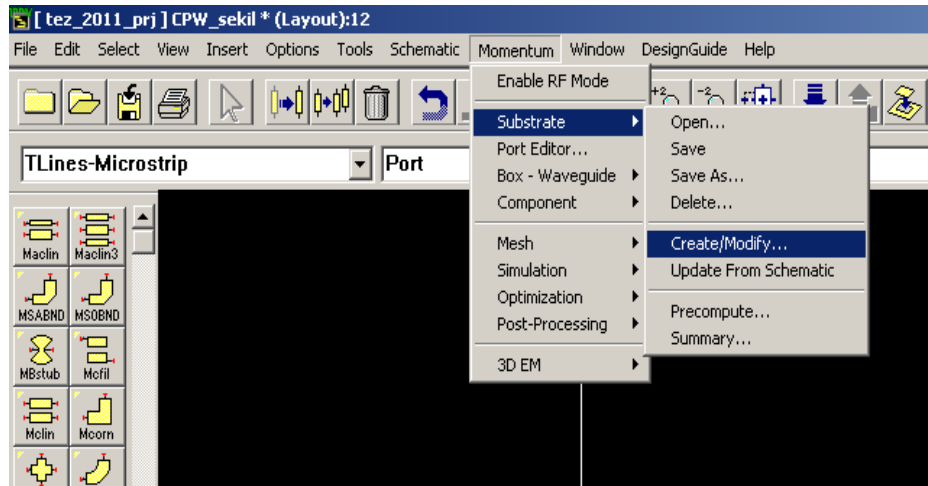 [ tez_2011_prj ] CPW_sekil * (Layout):12
File Edit Select View Insert Options Tools Schematic Momentum Window DesignGuide Help
+2 -2
TLines-Microstrip Port
Enable RF Mode
Substrate
Port Editor...
Box - Waveguide
Component
Mesh
Simulation
Optimization
Post-Processing
3D EM
Open...
Save
Save As...
Delete...
Create/Modify...
Update From Schematic
Precompute...
Summary...
Maclin Maclin3
MSABND MSOBND
MBstub Mcfil
Mclin Mcorn